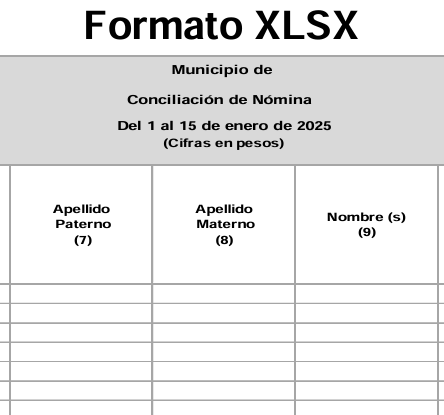 Formato XLSX
Municipio de
Conciliación de Nómina
Del 1 al 15 de enero de 2025
(Cifras en pesos)
Apellido
Paterno
(7)
Apellido
Materno
(8)
Nombre (s)
(9)